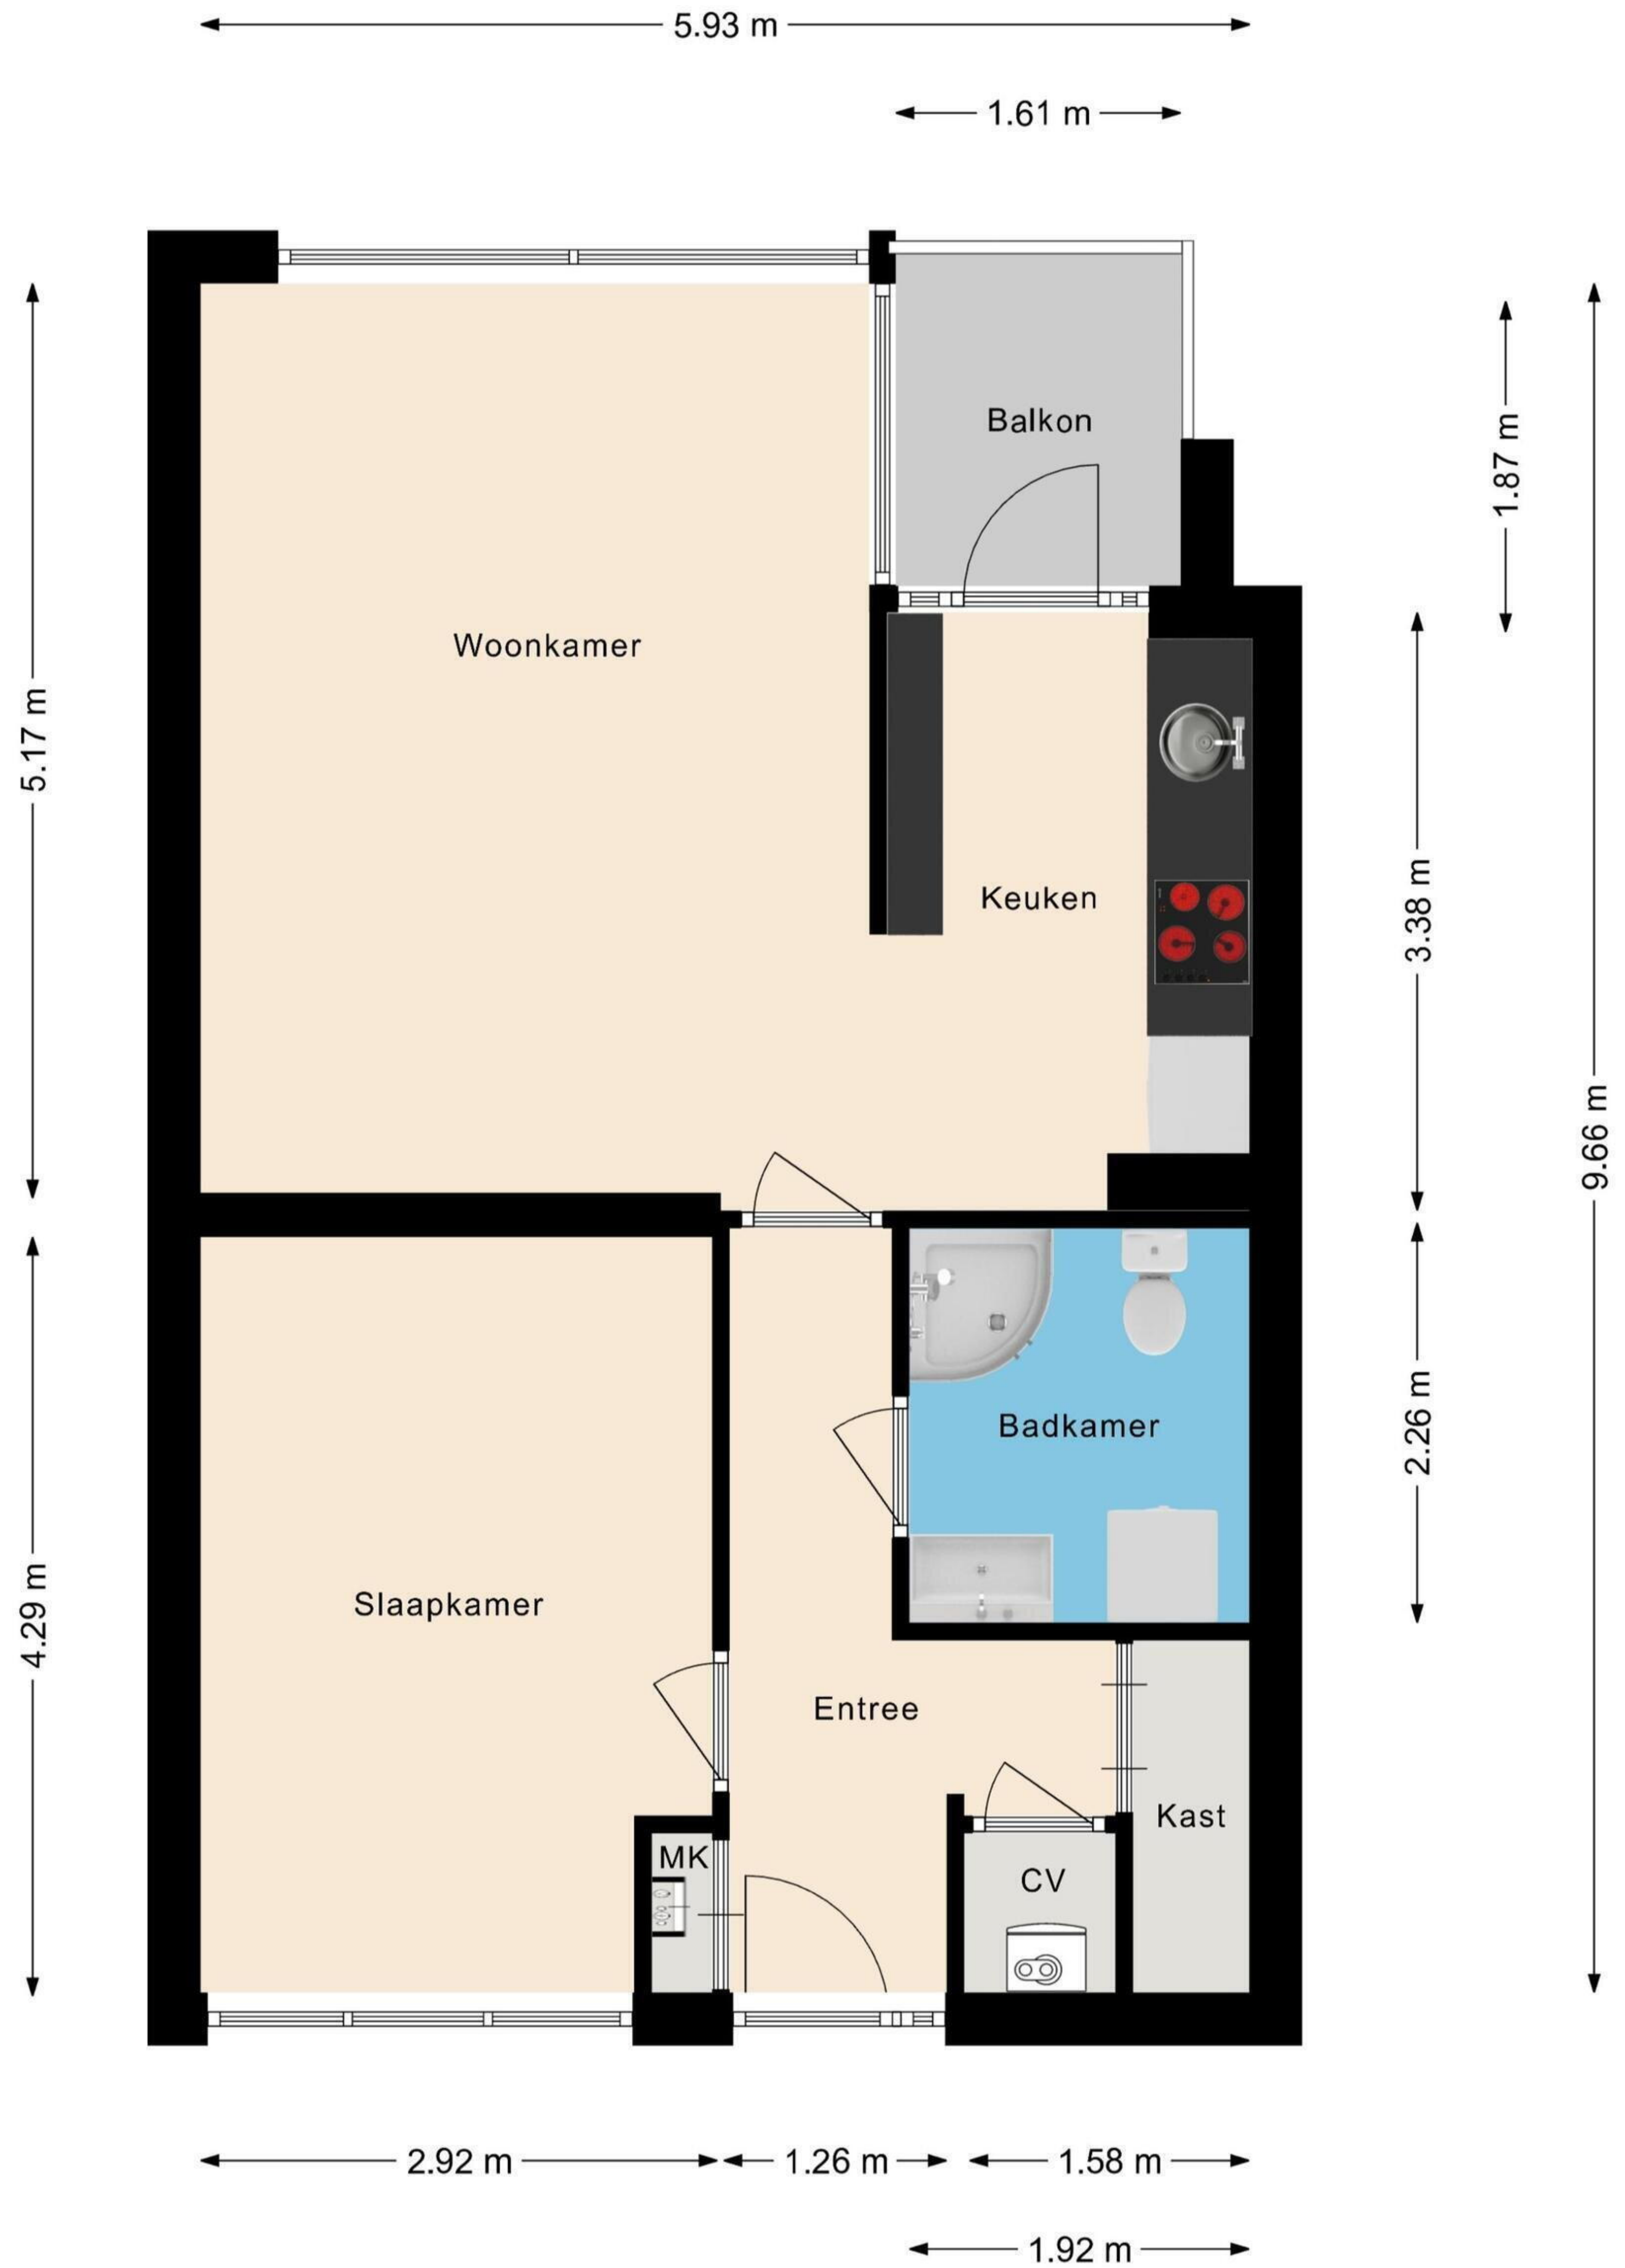 5.93 m
1.61 m
Balkon
1.87 m
Woonkamer
5.17 m
Keuken
3.38 m
9.66 m
Badkamer
2.26 m
Slaapkamer
4.29 m
Entree
Kast
MK
CV
2.92 m
1.26 m
1.58 m
1.92 m